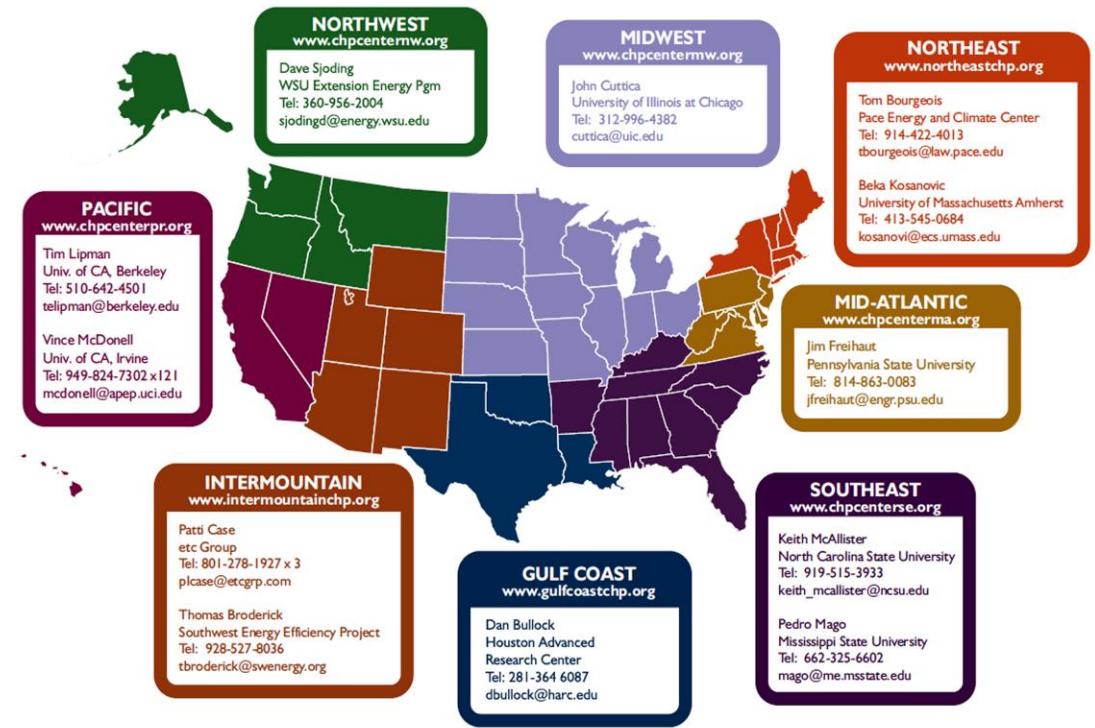 NORTHWEST
www.chpcenternw.org
Dave Sjoding
WSU Extension Energy Pgm
Tel: 360-956-2004
sjodingd@energy.wsu.edu
MIDWEST
www.chpcentermw.org
John Cuttica
University of Illinois at Chicago
Tel: 312-996-4382
cuttica@uic.edu
NORTHEAST
www.northeastchp.org
Tom Bourgeois
Pace Energy and Climate Center
Tel: 914-422-4013
tbourgeois@law.pace.edu
Beka Kosanovic
University of Massachusetts Amherst
Tel: 413-545-0684
kosanovi@ecs.umass.edu
PACIFIC
www.chpcenterpr.org
Tim Lipman
Univ. of CA, Berkeley
Tel: 510-642-4501
telipman@berkeley.edu
Vince McDonell
Univ. of CA, Irvine
Tel: 949-824-7302 x121
mcdonell@apep.uci.edu
MID-ATLANTIC
www.chpcenterma.org
Jim Freihaut
Pennsylvania State University
Tel: 814-863-0083
jfreihaut@engr.psu.edu
INTERMOUNTAIN
www.intermountainchp.org
Patti Case
etc Group
Tel: 801-278-1927 x 3
plcase@etcgrp.com
Thomas Broderick
Southwest Energy Efficiency Project
Tel: 928-527-8036
tbroderick@swenergy.org
GULF COAST
www.gulfcoastchp.org
Dan Bullock
Houston Advanced
Research Center
Tel: 281-364 6087
dbullock@harc.edu
SOUTHEAST
www.chpcenterse.org
Keith McAllister
North Carolina State University
Tel: 919-515-3933
keith_mcallister@ncsu.edu
Pedro Mago
Mississippi State University
Tel: 662-325-6602
mago@me.msstate.edu